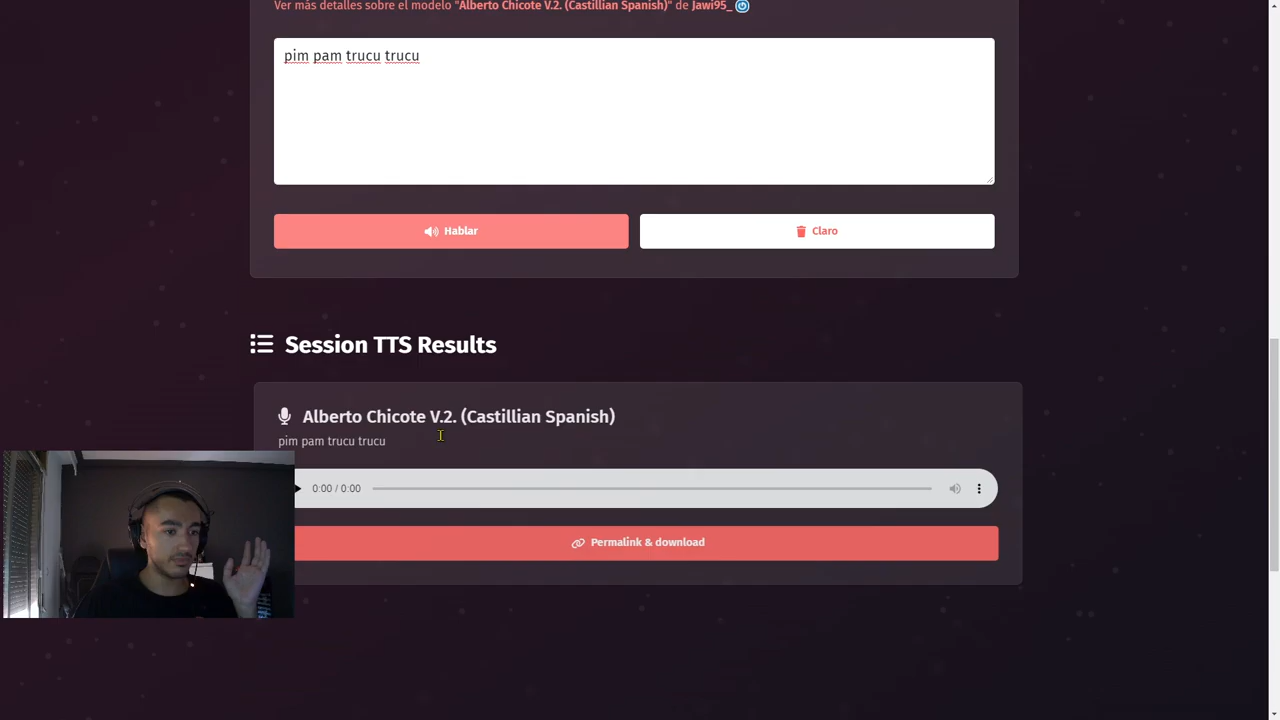 Ver más detalles sobre el modelo "Alberto Chicote V.2. (Castillian Spanish)" de Jawi95_
pim pam trucu trucu
Hablar
Claro
Session TTS Results
Alberto Chicote V.2. (Castillian Spanish)
pim pam trucu trucu
0:00 / 0:00
Permalink & download